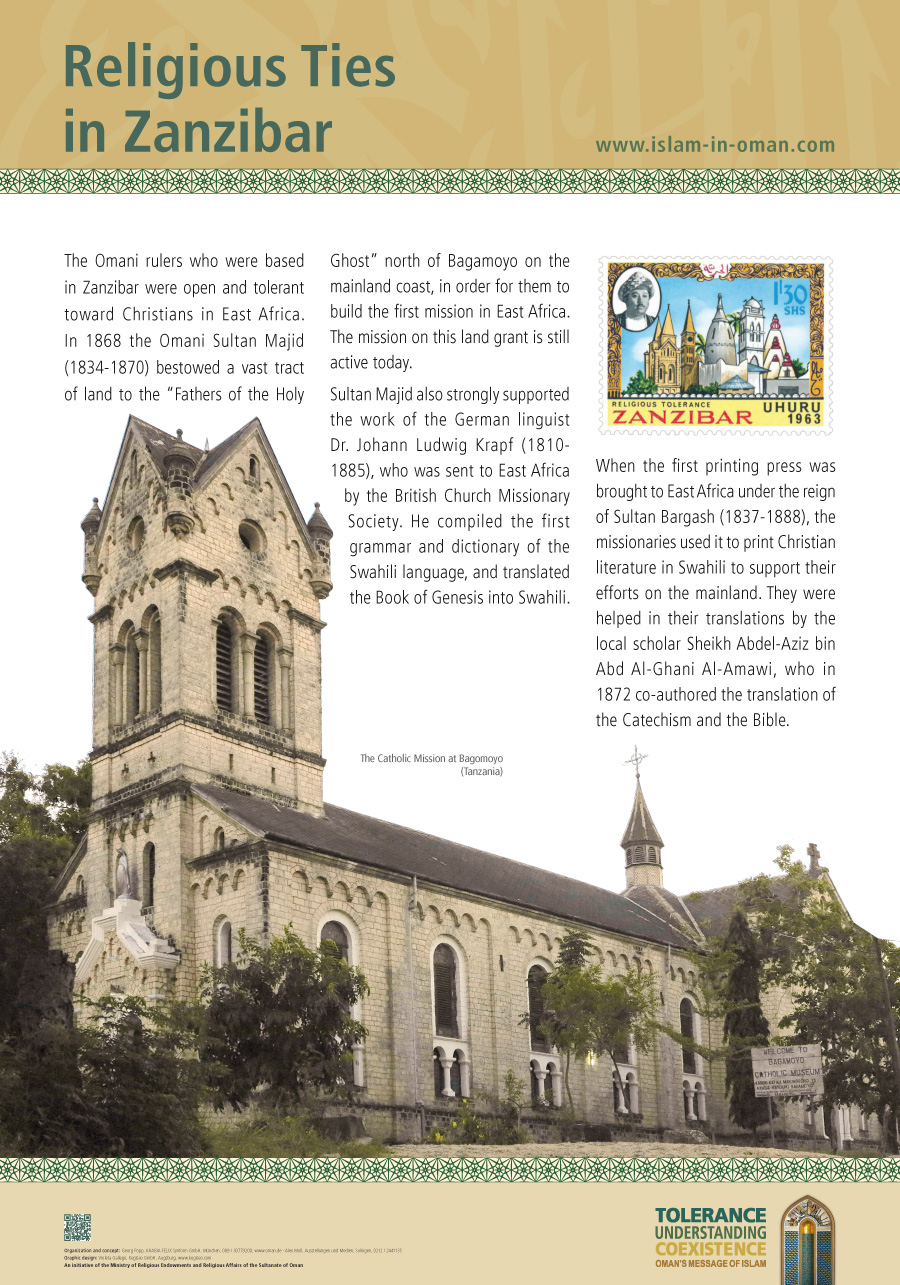 Religious Ties
in Zanzibar
www.islam-in-oman.com
The Omani rulers who were based
in Zanzibar were open and tolerant
toward Christians in East Africa.
In 1868 the Omani Sultan Majid
(1834-1870) bestowed a vast tract
of land to the “Fathers of the Holy
Ghost” north of Bagamoyo on the
mainland coast, in order for them to
build the first mission in East Africa.
The mission on this land grant is still
active today.
Sultan Majid also strongly supported
the work of the German linguist
Dr. Johann Ludwig Krapf (1810-
1885), who was sent to East Africa
by the British Church Missionary
Society. He compiled the first
grammar and dictionary of the
Swahili language, and translated
the Book of Genesis into Swahili.
1'30
SHS
RELIGIOUS TOLERANCE
ZANZIBAR
UHURU
1963
When the first printing press was
brought to East Africa under the reign
of Sultan Bargash (1837-1888), the
missionaries used it to print Christian
literature in Swahili to support their
efforts on the mainland. They were
helped in their translations by the
local scholar Sheikh Abdel-Aziz bin
Abd Al-Ghani Al-Amawi, who in
1872 co-authored the translation of
the Catechism and the Bible.
The Catholic Mission at Bagomoyo
(Tanzania)
WELCOME TO
BAGAMOYO
CATHOLIC MUSEUM
Organisation and concept: Georg Popp, ARABIA FELIX Synform GmbH, München,
Graphic design:
An initiative of the Ministry of Religious Endowments and Religious Affairs of the Sultanate of Oman
TOLERANCE
UNDERSTANDING
COEXISTENCE
OMAN'S MESSAGE OF ISLAM